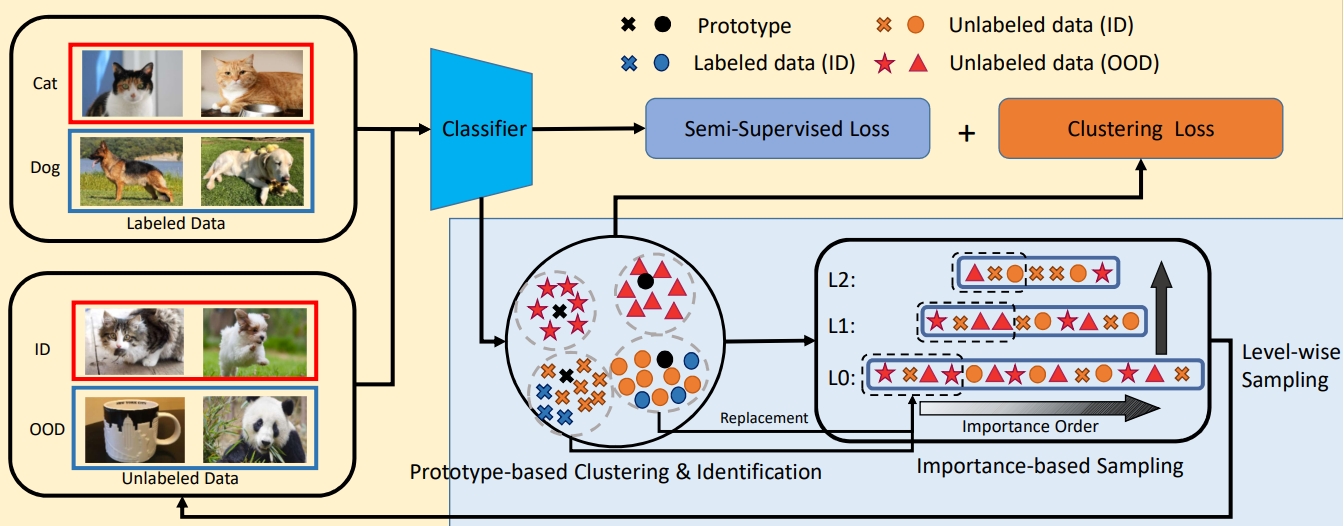 Prototype
Unlabeled data (ID)
Labeled data (ID)
Unlabeled data (OOD)
Cat
Dog
Labeled Data
Classifier
Semi-Supervised Loss
+
Clustering Loss
ID
OOD
Unlabeled Data
L2:
L1:
L0:
Importance Order
Replacement
Prototype-based Clustering & Identification
Importance-based Sampling
Level-wise
Sampling